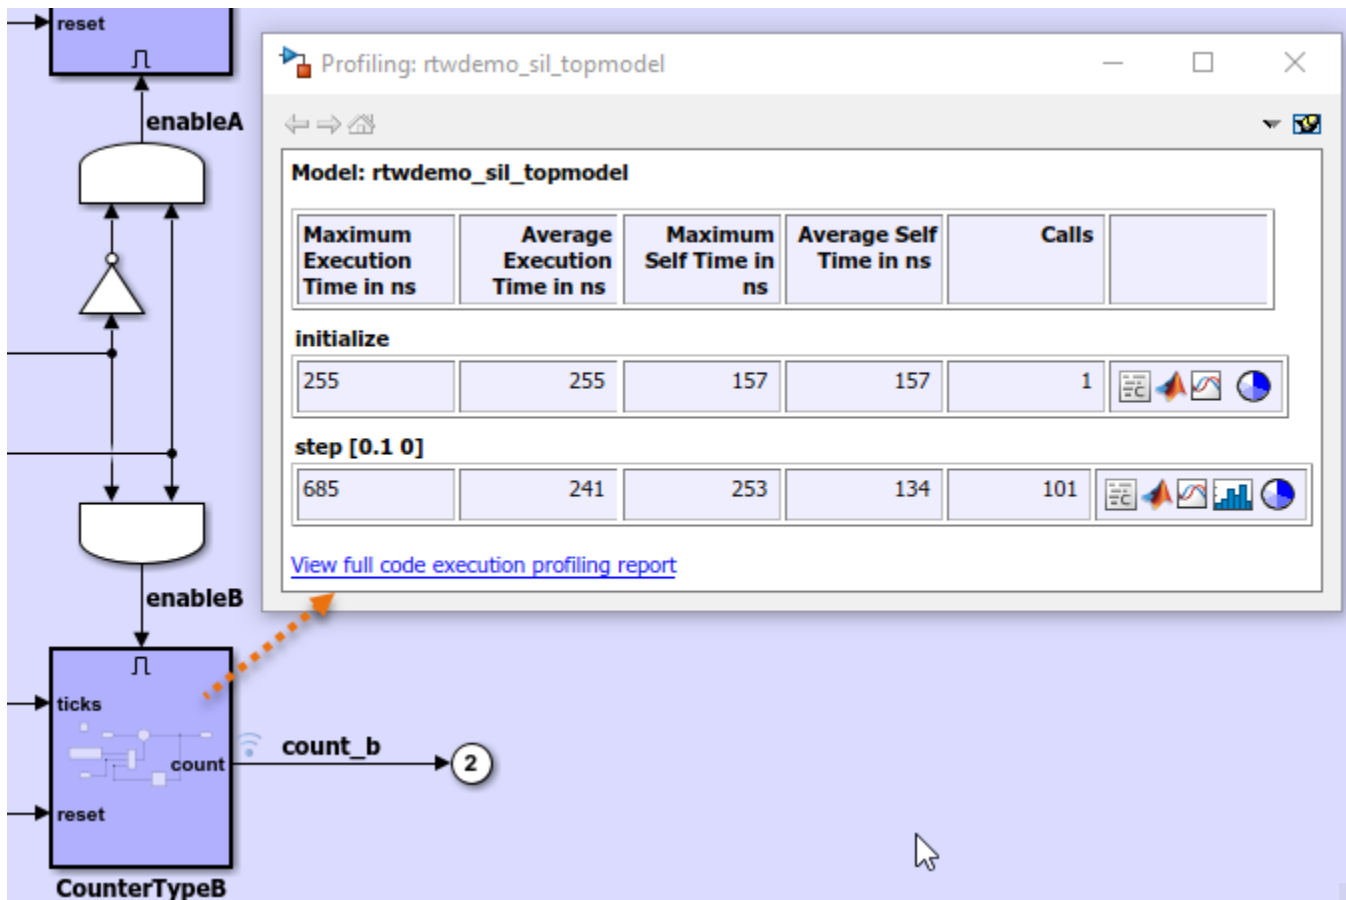 reset
enableA
Profiling: rtwdemo_sil_topmodel
Model: rtwdemo_sil_topmodel
Maximum Execution Time in ns
Average Execution Time in ns
Maximum Self Time in ns
Average Self Time in ns
Calls
initialize
255 255 157 157 1
step [0.1 0]
685 241 253 134 101
View full code execution profiling report
enableB
ticks
count
reset
count_b
2
CounterTypeB